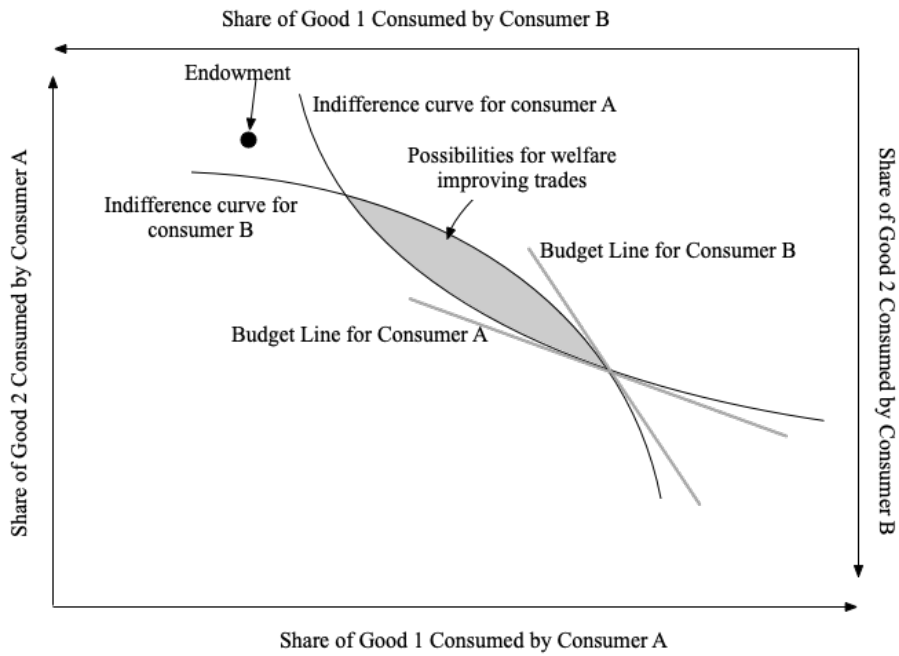 Share of Good 1 Consumed by Consumer B
Endowment
Indifference curve for consumer A
Possibilities for welfare
improving trades
Indifference curve for
consumer B
Budget Line for Consumer B
Budget Line for Consumer A
Share of Good 2 Consumed by Consumer A
Share of Good 2 Consumed by Consumer B
Share of Good 1 Consumed by Consumer A